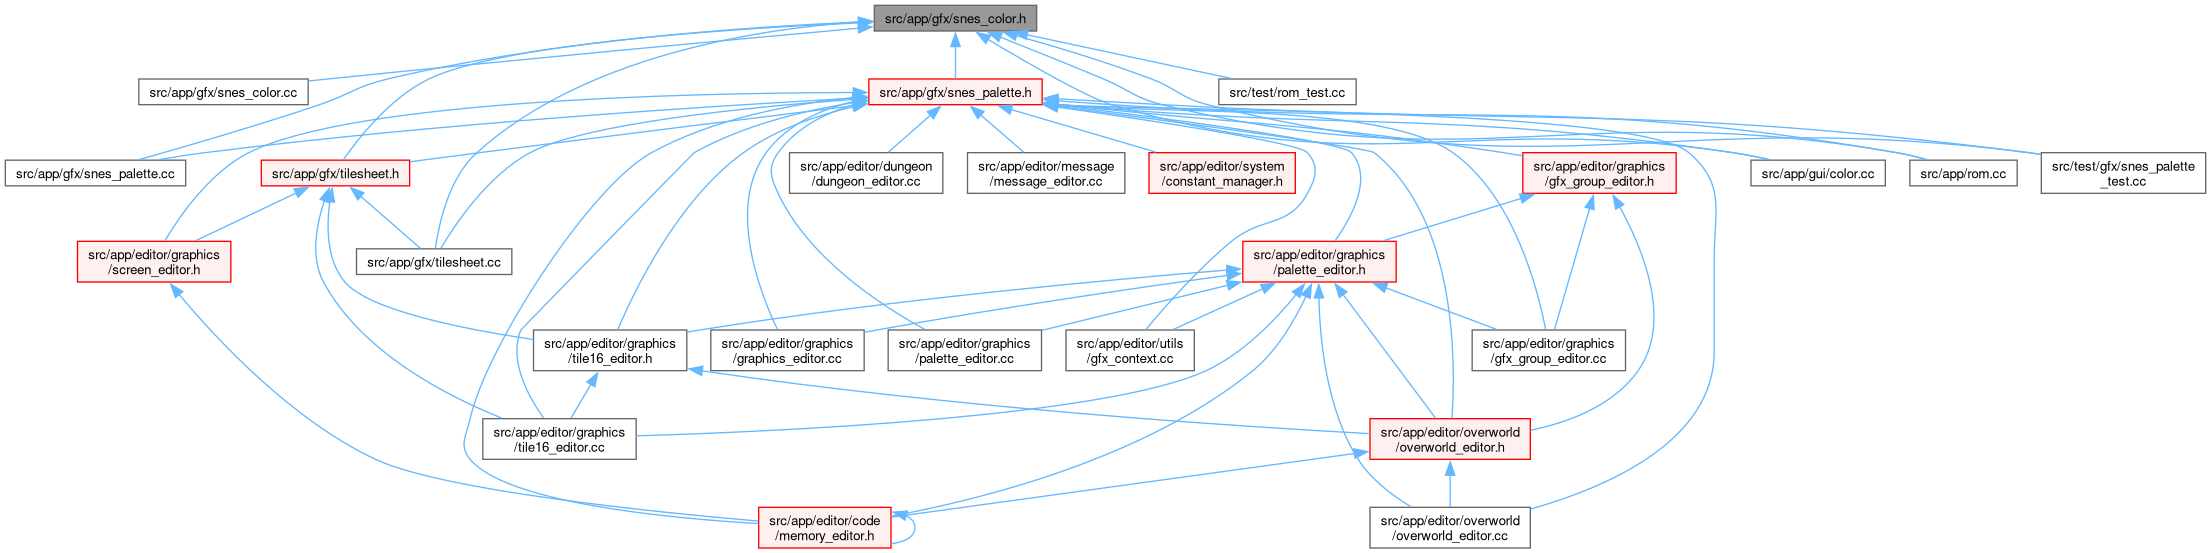 src/app/gfx/snes_color.h
src/app/gfx/snes_color.cc
src/app/gfx/snes_palette.h
src/test/rom_test.cc
src/app/gfx/snes_palette.cc
src/app/gfx/tilesheet.h
src/app/editor/dungeon
/dungeon_editor.cc
src/app/editor/message
/message_editor.cc
src/app/editor/system
/constant_manager.h
src/app/editor/graphics
/gfx_group_editor.h
src/app/gui/color.cc
src/app/rom.cc
src/test/gfx/snes_palette
_test.cc
src/app/editor/graphics
/screen_editor.h
src/app/gfx/tilesheet.cc
src/app/editor/graphics
/palette_editor.h
src/app/editor/graphics
/tile16_editor.h
src/app/editor/graphics
/graphics_editor.cc
src/app/editor/graphics
/palette_editor.cc
src/app/editor/utils
/gfx_context.cc
src/app/editor/graphics
/gfx_group_editor.cc
src/app/editor/graphics
/tile16_editor.cc
src/app/editor/overworld
/overworld_editor.h
src/app/editor/code
/memory_editor.h
src/app/editor/overworld
/overworld_editor.cc